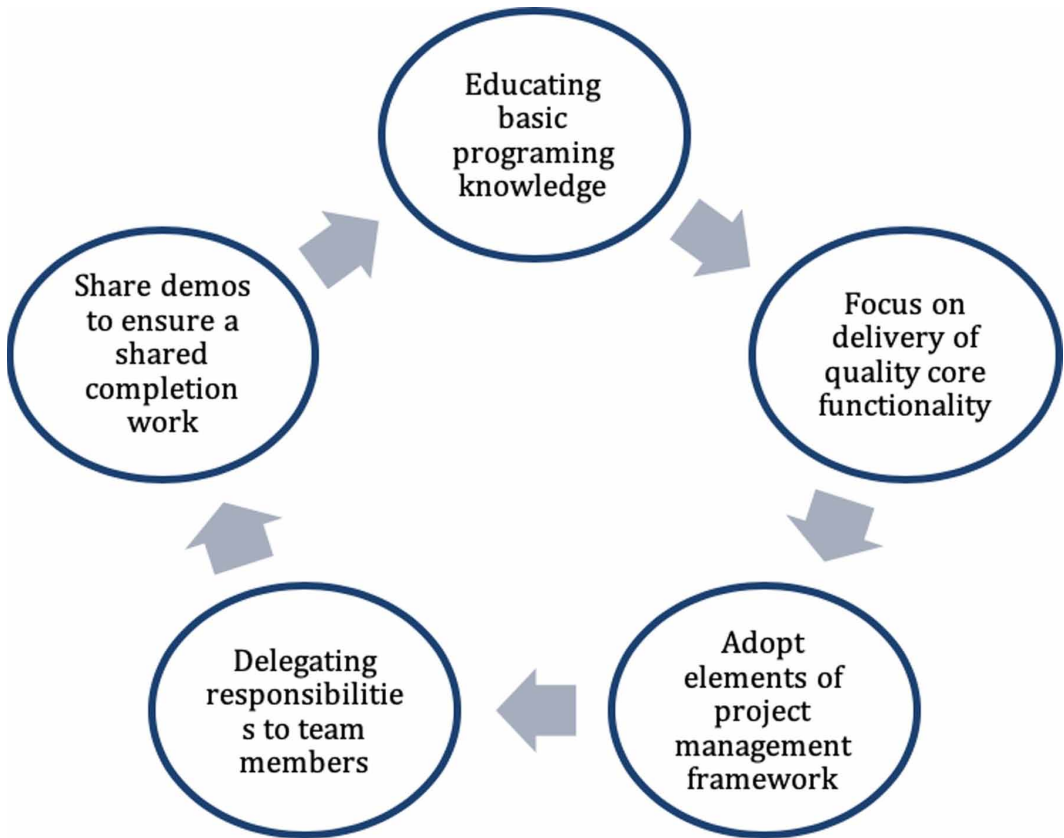 Educating
basic
programing
knowledge
Focus on
delivery of
quality core
functionality
Adopt
elements of
project
management
framework
Delegating
responsibilitie
s to team
members
Share demos
to ensure a
shared
completion
work